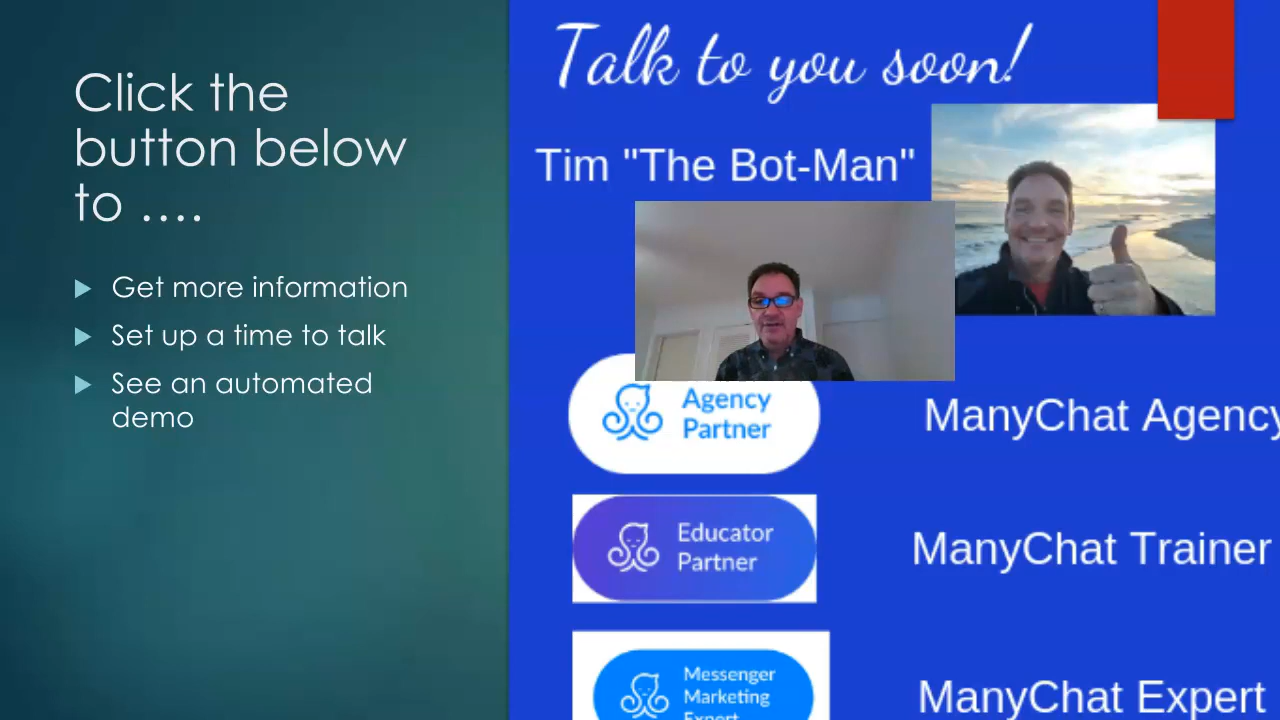 Click the
button below
to ....
Get more information
Set up a time to talk
See an automated
demo
Talk to you soon!
Tim "The Bot-Man"
Agency
Partner
ManyChat Agency
Educator
Partner
ManyChat Trainer
Messenger
Marketing
Expert
ManyChat Expert